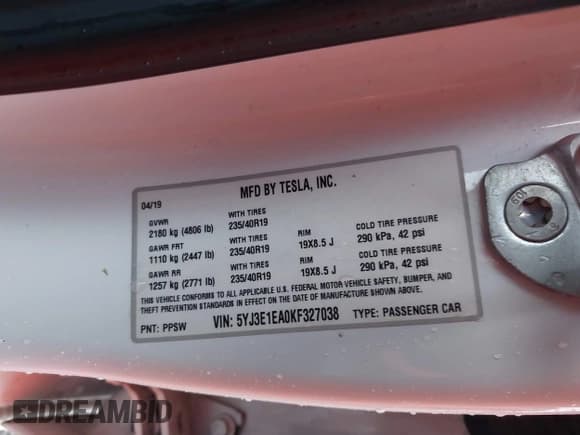 MFD BY TESLA, INC.
04/19
GVWR WITH TIRES
2180 kg (4806 lb) 235/40R19 RIM COLD TIRE PRESSURE
GAWR FRT WITH TIRES 19X8.5 J 290 kPa, 42 psi
1110 kg (2447 lb) 235/40R19
GAWR RR WITH TIRES RIM COLD TIRE PRESSURE
1257 kg (2771 lb) 235/40R19 19X8.5 J 290 kPa, 42 psi
THIS VEHICLE CONFORMS TO ALL APPLICABLE U.S. FEDERAL MOTOR VEHICLE SAFETY, BUMPER, AND
THEFT PREVENTION STANDARDS IN EFFECT ON THE DATE OF MANUFACTURE SHOWN ABOVE.
PNT: PPSW VIN: 5YJ3E1EA0KF327038 TYPE: PASSENGER CAR
DREAMBID